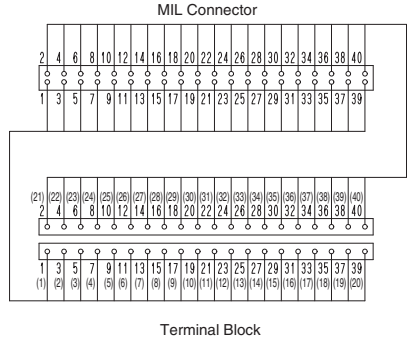 MIL Connector
2 4 6 8 10 12 14 16 18 20 22 24 26 28 30 32 34 36 38 40
1 3 5 7 9 11 13 15 17 19 21 23 25 27 29 31 33 35 37 39
(21) (22) (23) (24) (25) (26) (27) (28) (29) (30) (31) (32) (33) (34) (35) (36) (37) (38) (39) (40)
2 4 6 8 10 12 14 16 18 20 22 24 26 28 30 32 34 36 38 40
1 3 5 7 9 11 13 15 17 19 21 23 25 27 29 31 33 35 37 39
(1) (2) (3) (4) (5) (6) (7) (8) (9) (10) (11) (12) (13) (14) (15) (16) (17) (18) (19) (20)
Terminal Block